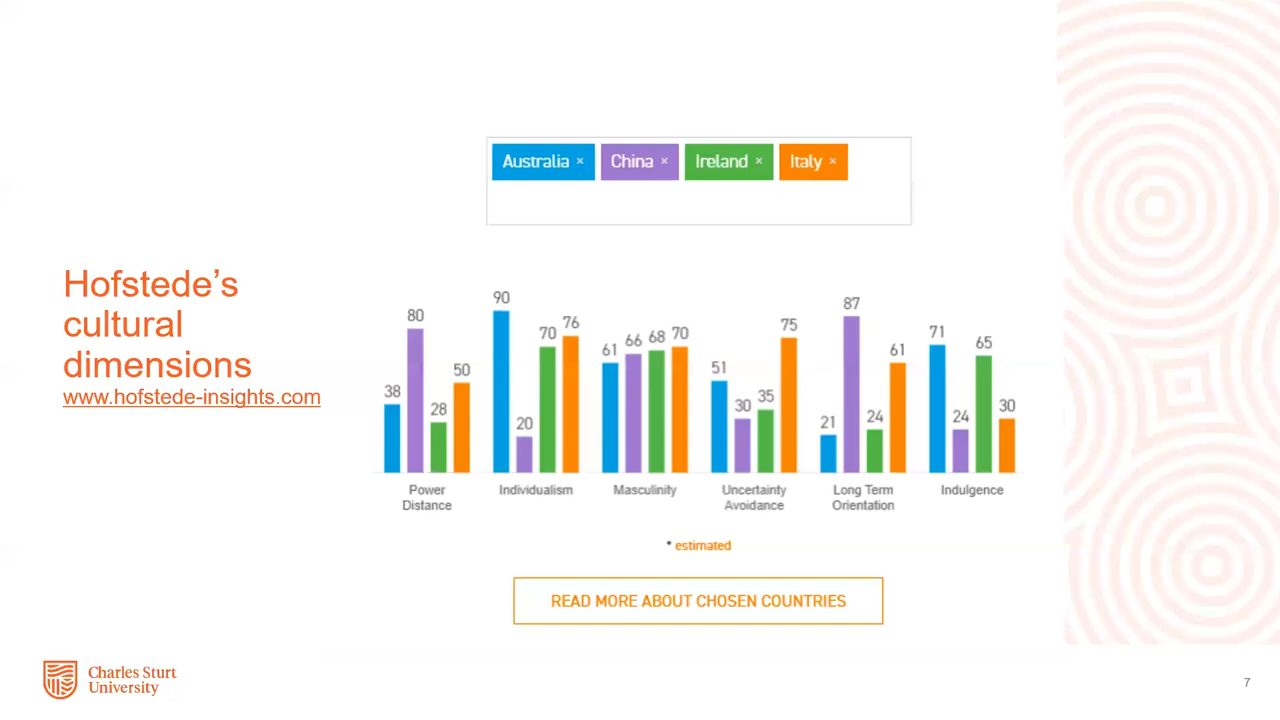 Australia ×
China ×
Ireland ×
Italy ×
Hofstede’s
cultural
dimensions
www.hofstede-insights.com
38
80
28
50
Power
Distance
90
20
70
76
Individualism
61
66
68
70
Masculinity
51
30
35
75
Uncertainty
Avoidance
21
87
24
61
Long Term
Orientation
71
24
65
30
Indulgence
* estimated
READ MORE ABOUT CHOSEN COUNTRIES
Charles Sturt
University
7